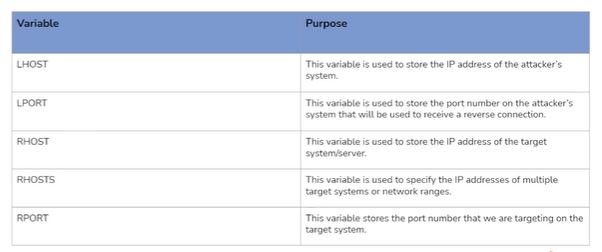 Variable
Purpose
LHOST
This variable is used to store the IP address of the attacker's
system.
LPORT
This variable is used to store the port number on the attacker's
system that will be used to receive a reverse connection.
RHOST
This variable is used to store the IP address of the target
system/server.
RHOSTS
This variable is used to specify the IP addresses of multiple
target systems or network ranges.
RPORT
This variable stores the port number that we are targeting on the
target system.